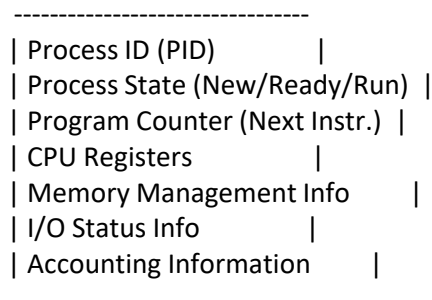 ---------------------------------
| Process ID (PID)            |
| Process State (New/Ready/Run)  |
| Program Counter (Next Instr.)  |
| CPU Registers               |
| Memory Management Info      |
| I/O Status Info             |
| Accounting Information      |